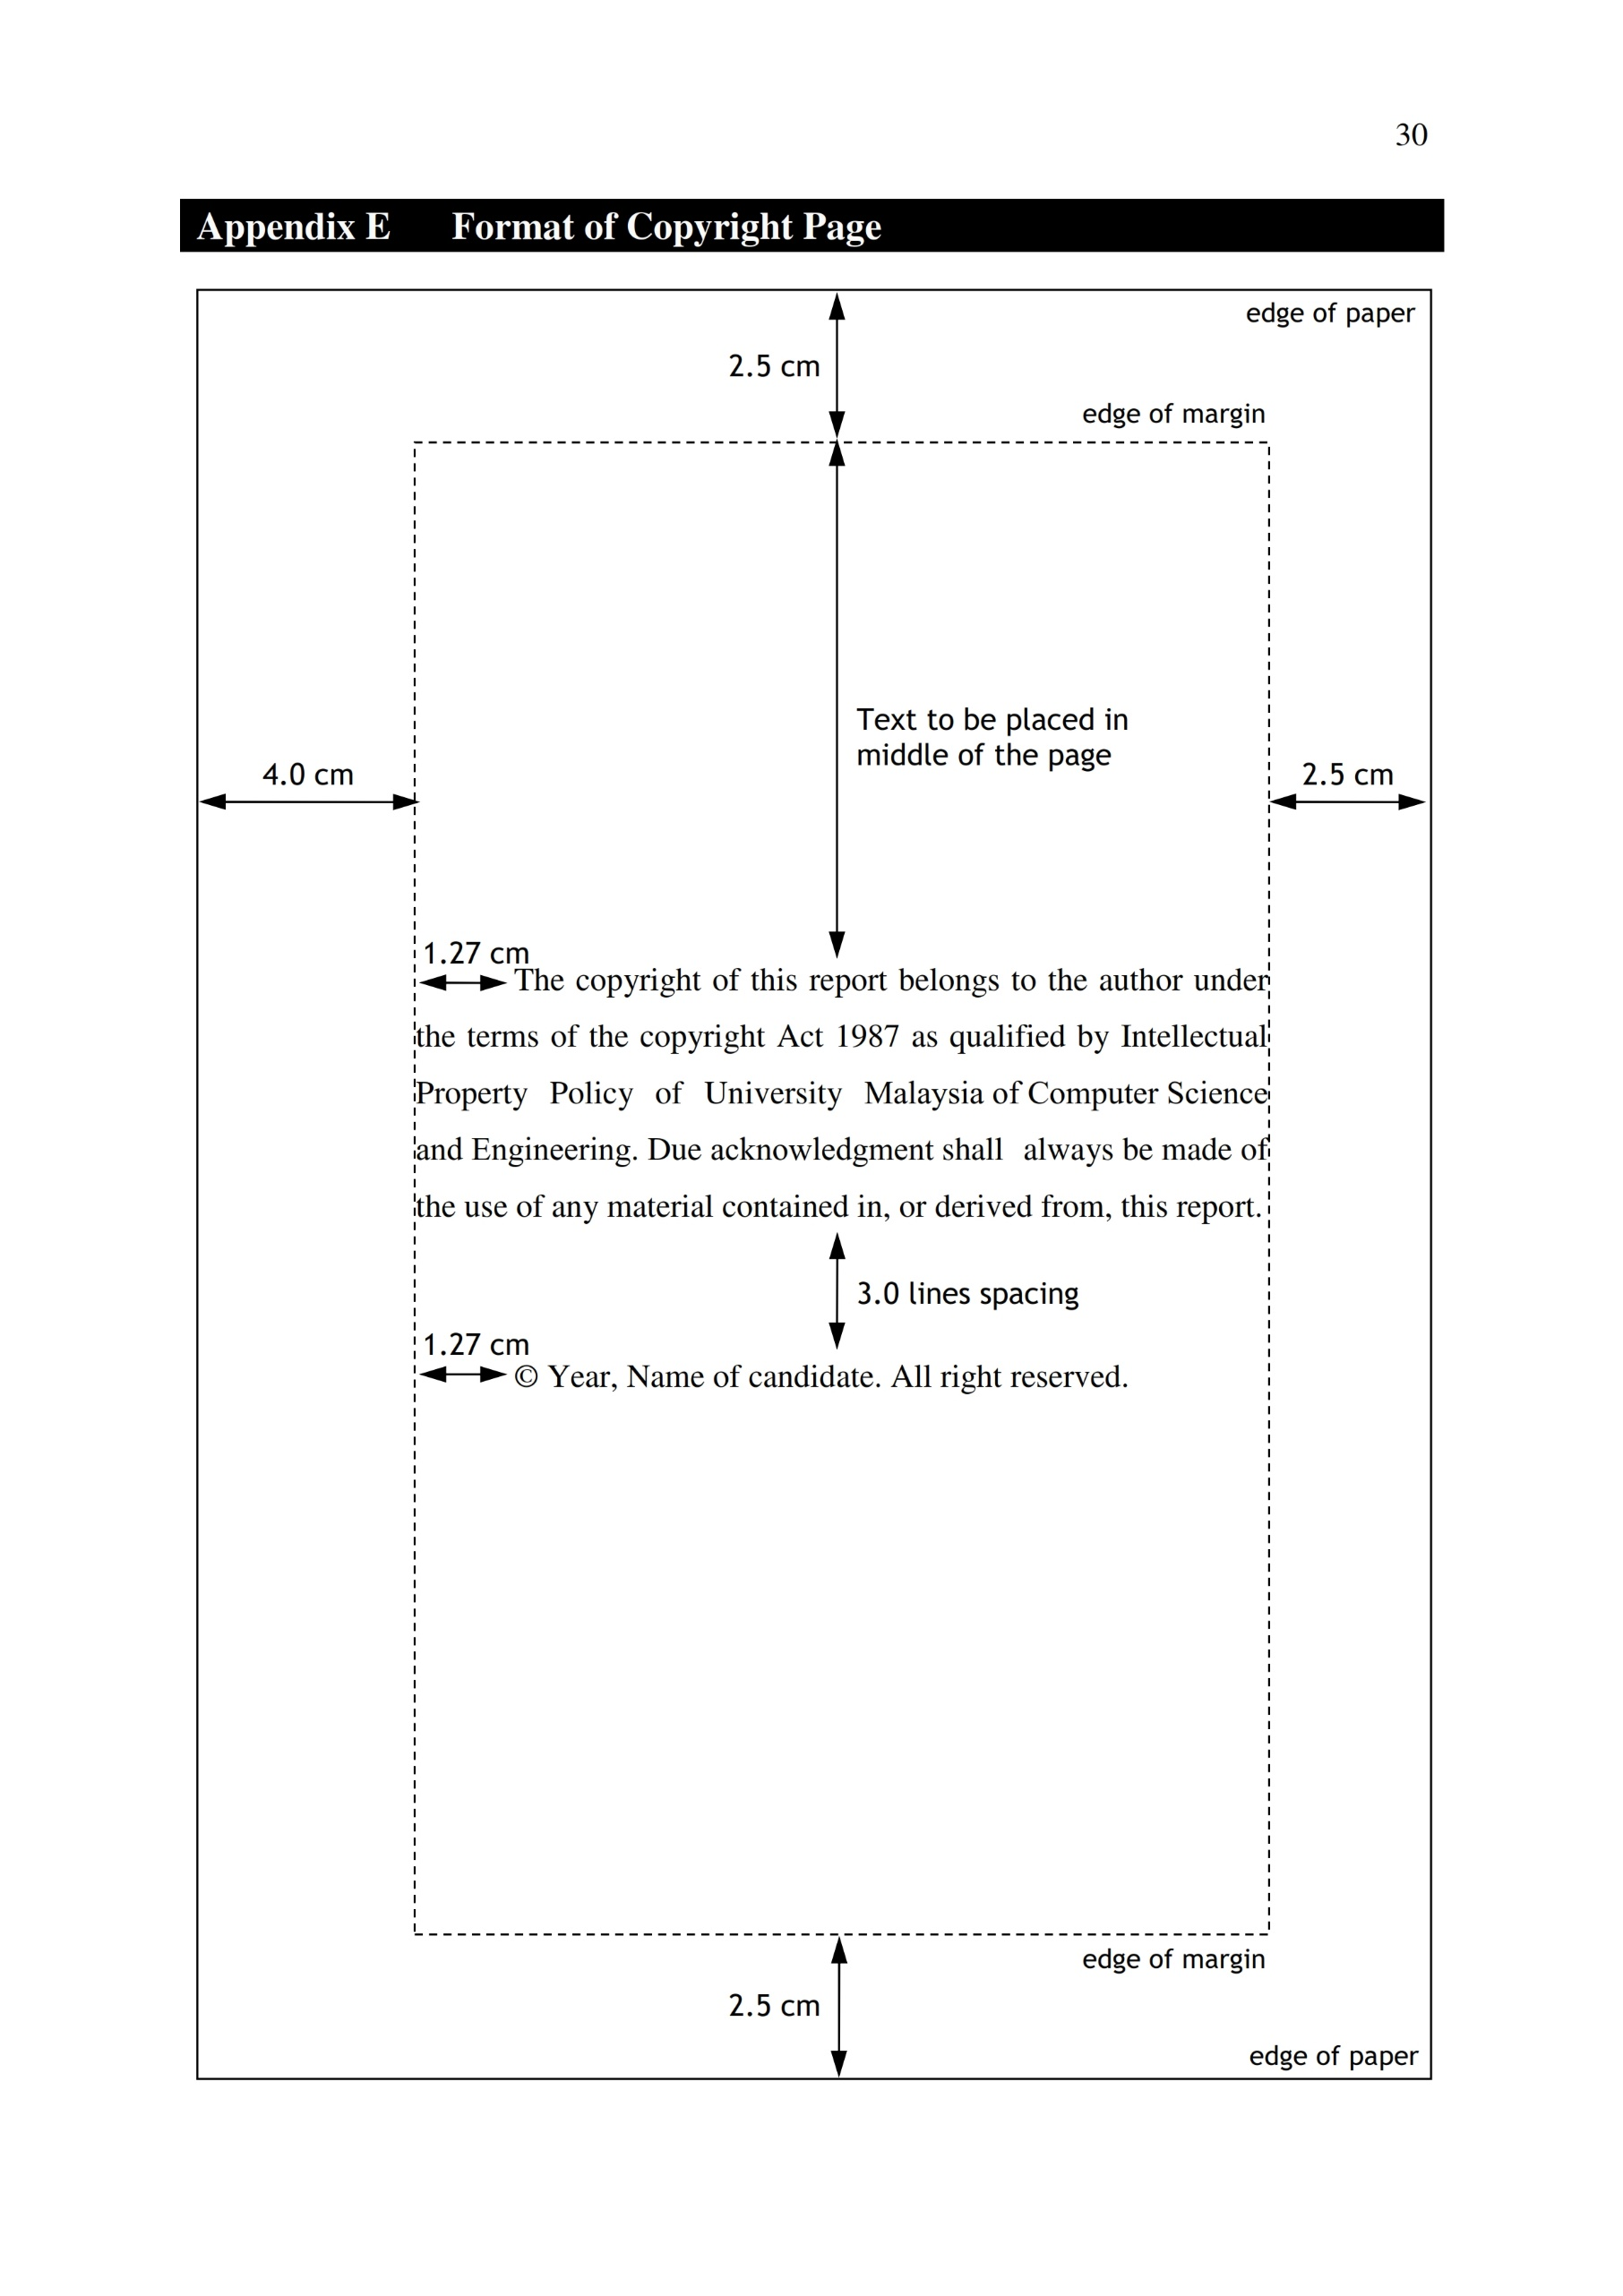 30
Appendix E Format of Copyright Page
edge of paper
2.5 cm
edge of margin
Text to be placed in
middle of the page
4.0 cm
2.5 cm
1.27 cm
The copyright of this report belongs to the author under
the terms of the copyright Act 1987 as qualified by Intellectual
Property Policy of University Malaysia of Computer Science
and Engineering. Due acknowledgment shall always be made of
the use of any material contained in, or derived from, this report.
3.0 lines spacing
1.27 cm
© Year, Name of candidate. All right reserved.
edge of margin
2.5 cm
edge of paper